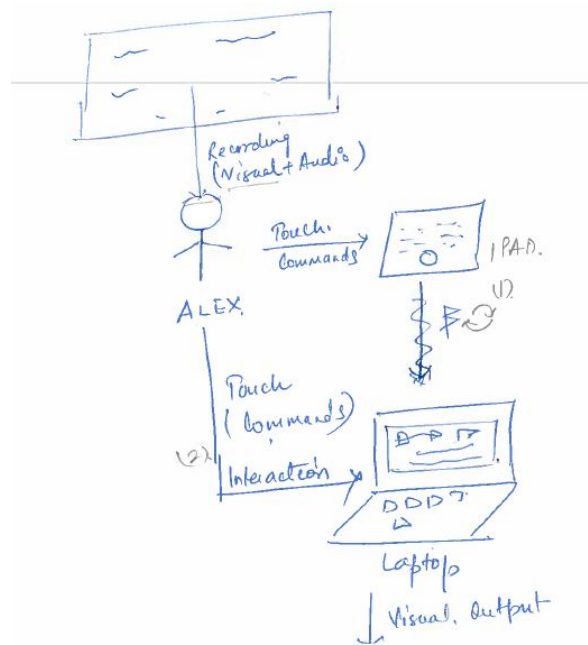 Recording
(Visual + Audio)
Touch
Commands
IPAD.
(1)
ALEX.
Touch
(Commands)
(2)
Interaction
Laptop
Visual. Output